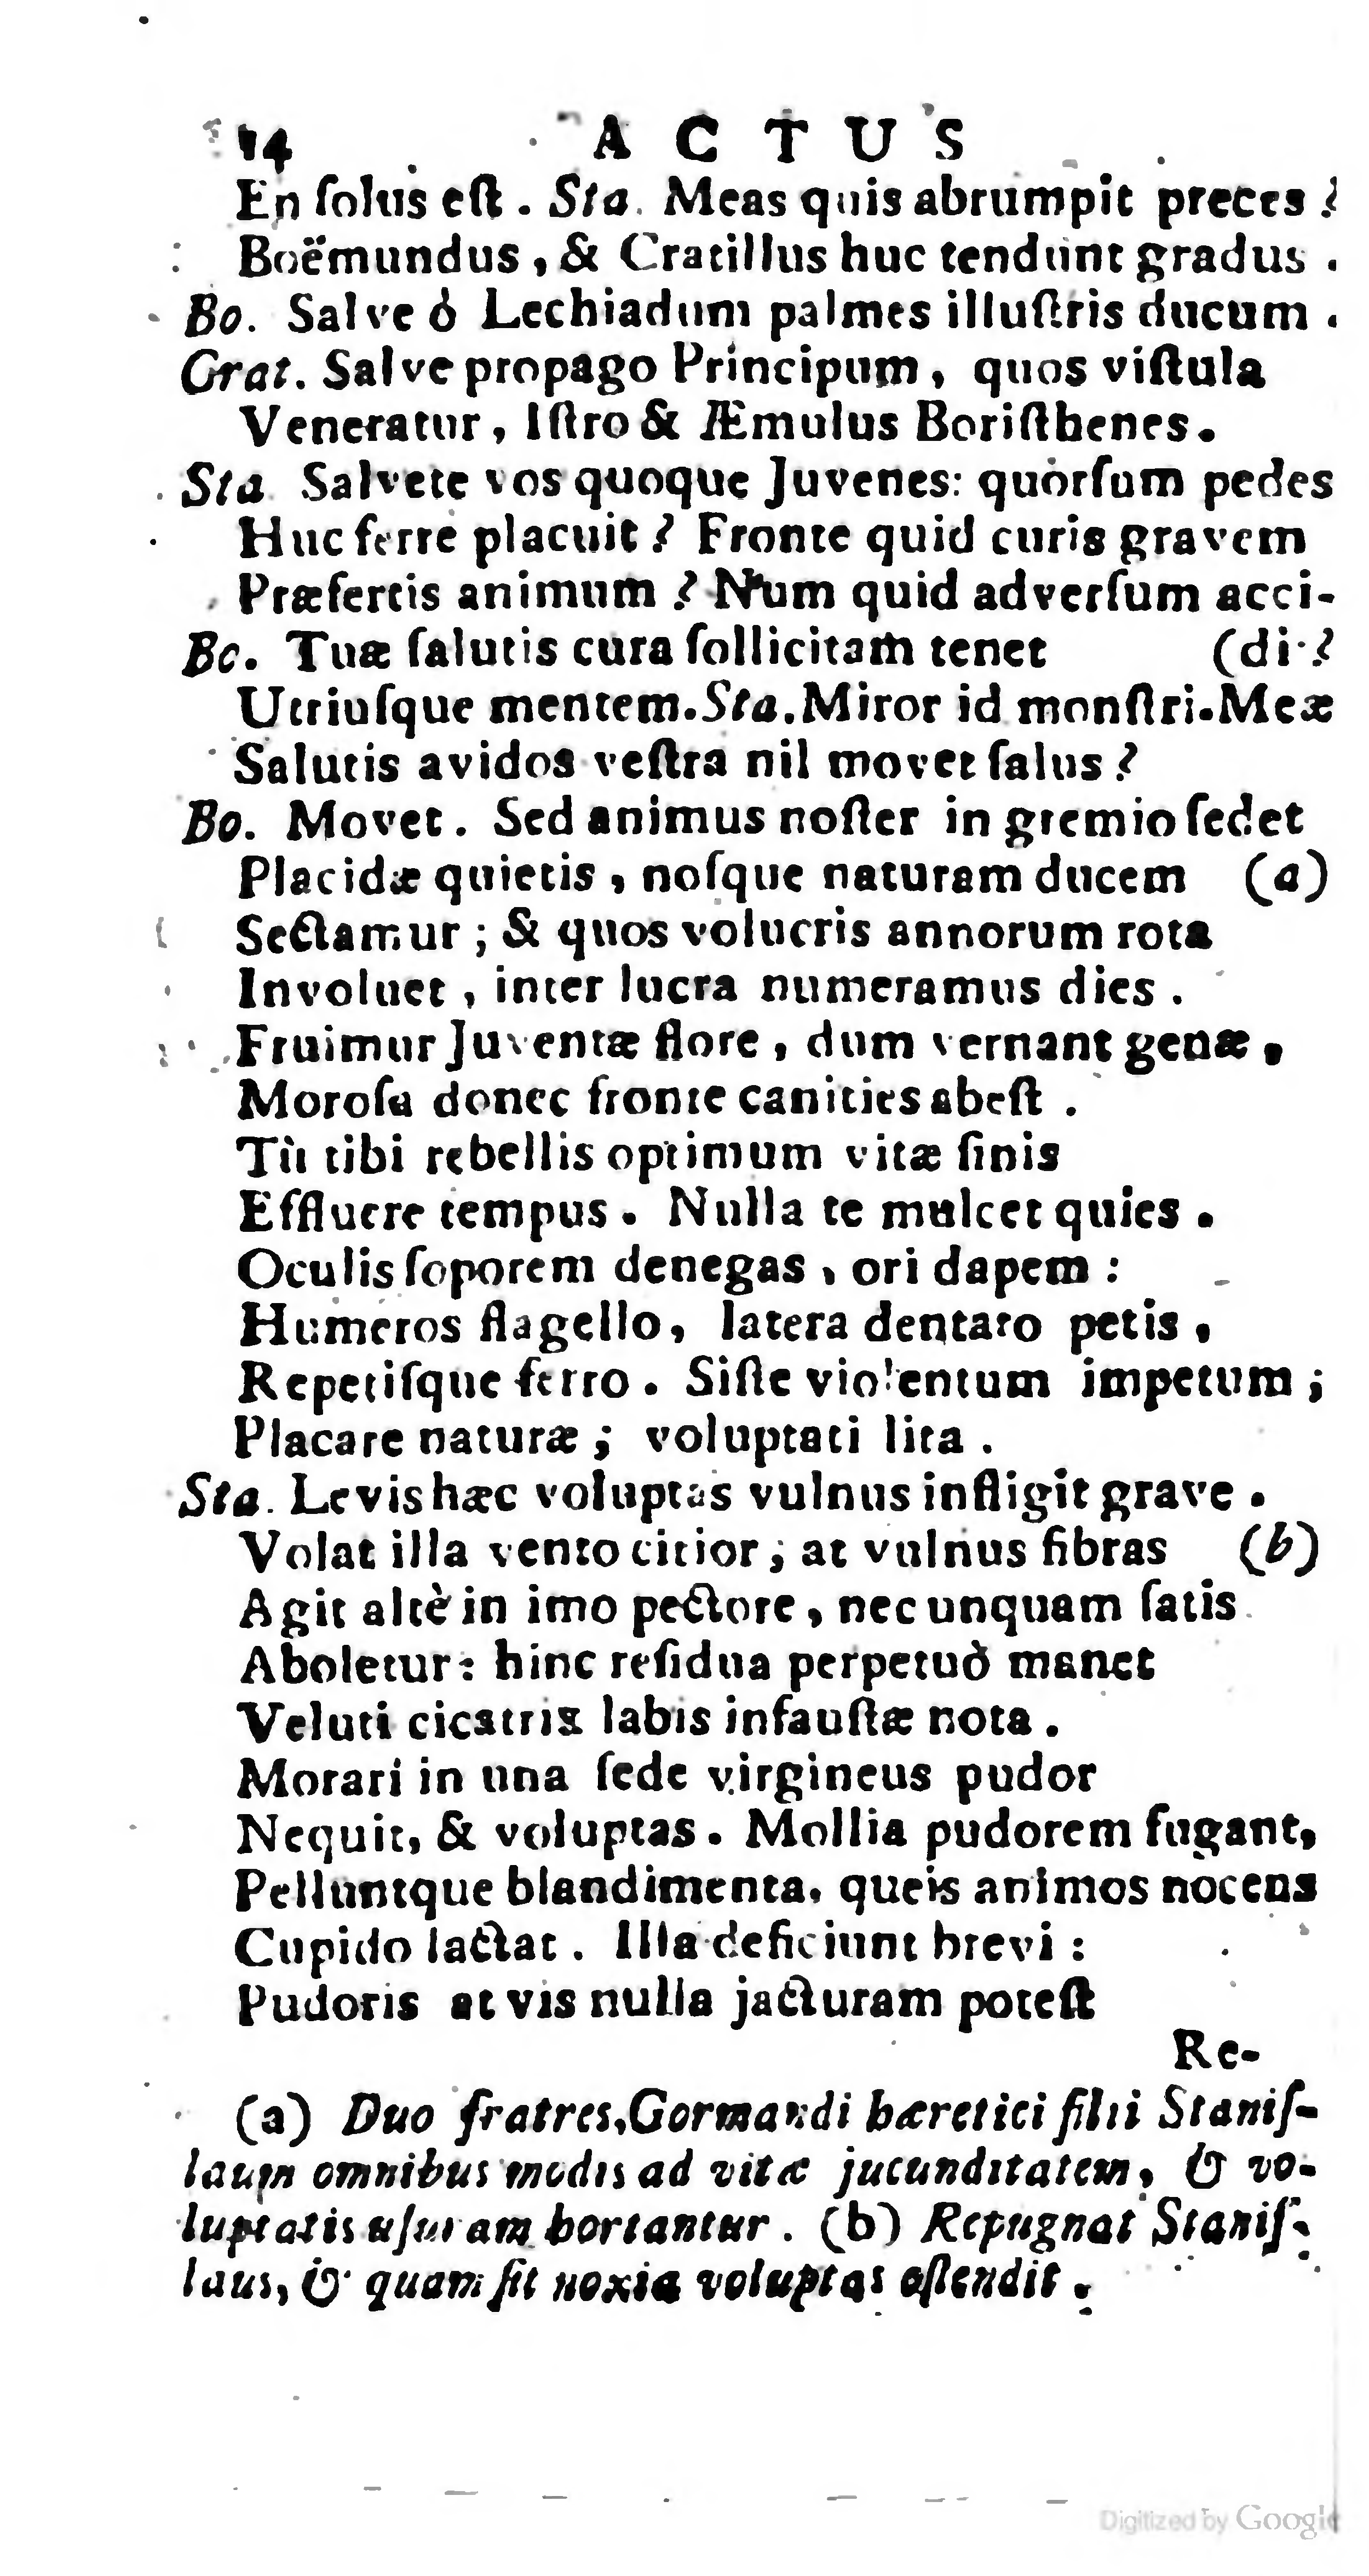 14 ACTUS
En ſolus eſt. Sta. Meas quis abrumpit preces?
Boëmundus, & Cratillus huc tendunt gradus.
Bo. Salve ò Lechiadum palmes illuſtris ducum.
Grat. Salve propago Principum, quos viſtula
Veneratur, Iſtro & Æmulus Boriſthenes.
Sta Salvete vos quoque Juvenes: quòrſum pedes
Huc ferre placuit? Fronte quid curis gravem
Præfertis animum? Num quid adverſum acci-
Bo. Tuæ ſalutis cura ſollicitam tenet (di?
Utriuſque mentem. Sta. Miror id monſtri. Meæ
Salutis avidos veſtra nil movet ſalus?
Bo. Movet. Sed animus noſter in gremio ſedet
Placidæ quietis, noſque naturam ducem (a)
Sectamur; & quos volucris annorum rota
Involuet, inter lucra numeramus dies.
Fruimur Juventæ flore, dum vernant genæ,
Moroſa donec fronte canities abeſt.
Tù tibi rebellis optimum vitæ ſinis
Effluere tempus. Nulla te mulcet quies.
Oculis ſoporem denegas, ori dapem:
Humeros flagello, latera dentato petis,
Repetiſque ferro. Siſte violentum impetum;
Placare naturæ; voluptati lita.
Sta. Levis hæc voluptas vulnus infligit grave.
Volat illa vento citior; at vulnus fibras (b)
Agit altè in imo pectore, nec unquam ſatis
Aboletur: hinc reſidua perpetuò manet
Veluti cicatrix labis infauſtæ nota.
Morari in una ſede virgineus pudor
Nequit, & voluptas. Mollia pudorem fugant,
Pelluntque blandimenta, queis animos nocens
Cupido lactat. Illa deficiunt brevi:
Pudoris at vis nulla jacturam poteſt
Re-
(a) Duo fratres, Gormandi hæretici filii Staniſ-
laum omnibus modis ad vitæ jucunditatem, & vo-
luptatis uſuram hortantur. (b) Repugnat Staniſ-
laus, & quam ſit noxia voluptas oſtendit.
Digitized by Google